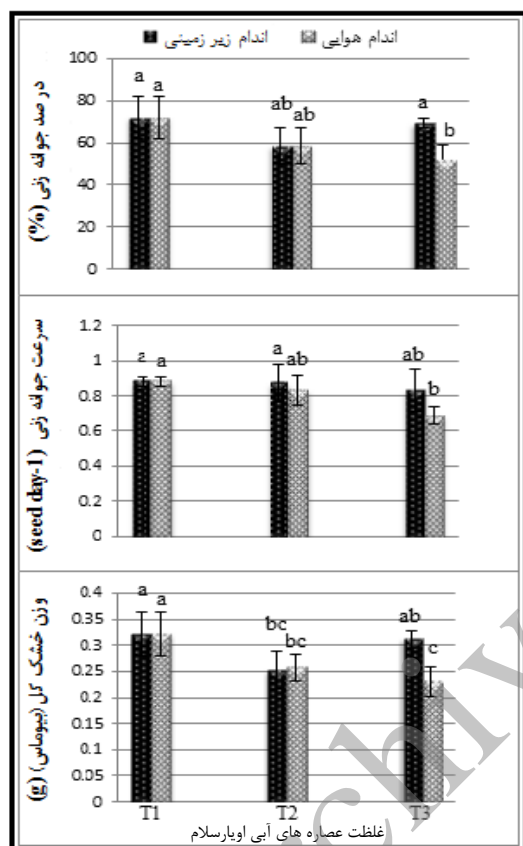 اندام زیر زمینی اندام هوایی
درصد جوانه زنی (%)
100
80
60
40
20
0
a a
ab ab
a b
سرعت جوانه زنی (seed day-1)
1.2
1
0.8
0.6
0.4
0.2
0
a a
a ab
ab b
وزن خشک کل (بیوماس) (g)
0.4
0.35
0.3
0.25
0.2
0.15
0.1
0.05
0
a a
bc bc
ab c
T1 T2 T3
غلظت عصاره های آبی اویارسلام